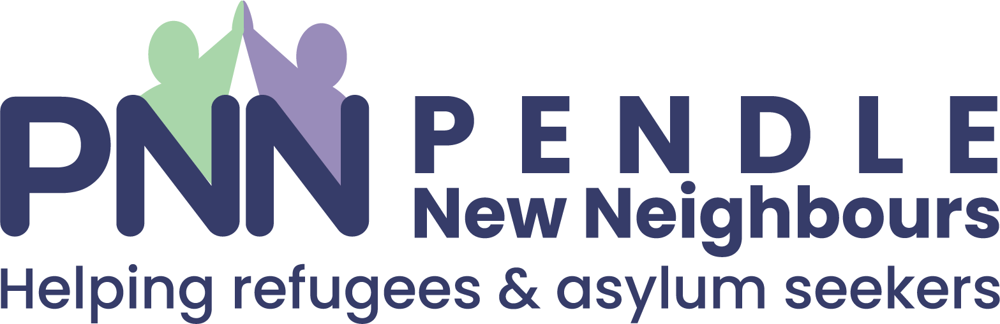 PNN
PENDLE
New Neighbours
Helping refugees & asylum seekers